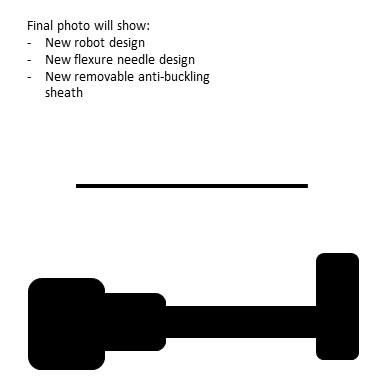 Final photo will show:
- New robot design
- New flexure needle design
- New removable anti-buckling
sheath